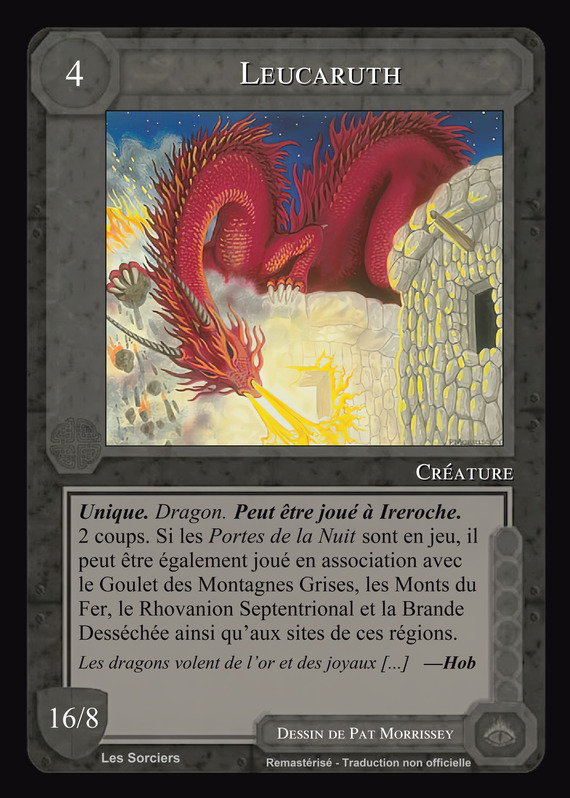 4
Leucaruth
P.Morrissey
Créature
Unique. Dragon. Peut être joué à Ireroche.
2 coups. Si les Portes de la Nuit sont en jeu, il
peut être également joué en association avec
le Goulet des Montagnes Grises, les Monts du
Fer, le Rhovanion Septentrional et la Brande
Desséchée ainsi qu'aux sites de ces régions.
Les dragons volent de l'or et des joyaux [...] —Hob
16/8
Dessin de Pat Morrissey
Les Sorciers
Remastérisé - Traduction non officielle